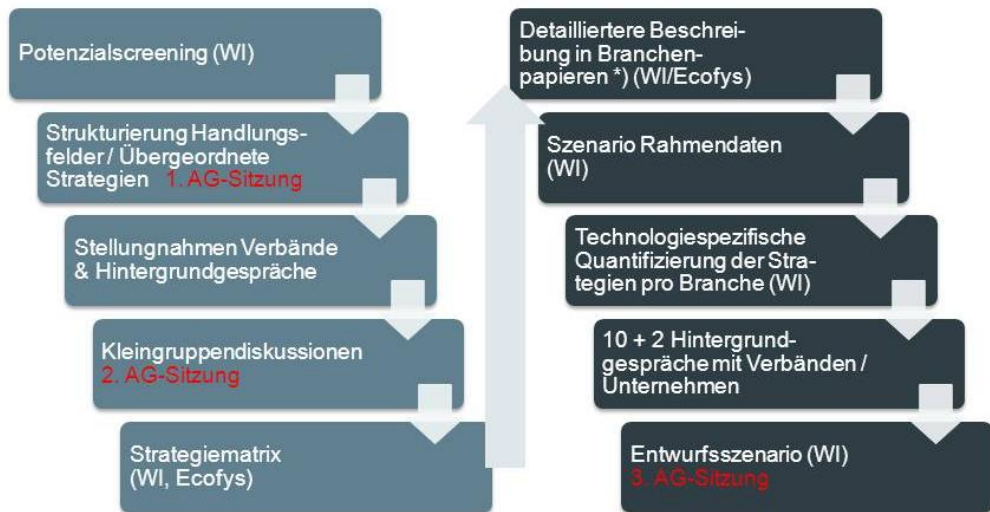 Potenzialscreening (WI)
Strukturierung Handlungs-
felder / Übergeordnete
Strategien 1. AG-Sitzung
Stellungnahmen Verbände
& Hintergrundgespräche
Kleingruppendiskussionen
2. AG-Sitzung
Strategiematrix
(WI, Ecofys)
Detailliertere Beschrei-
bung in Branchen-
papieren *) (WI/Ecofys)
Szenario Rahmendaten
(WI)
Technologiespezifische
Quantifizierung der Stra-
tegien pro Branche (WI)
10 + 2 Hintergrund-
gespräche mit Verbänden /
Unternehmen
Entwurfsszenario (WI)
3. AG-Sitzung